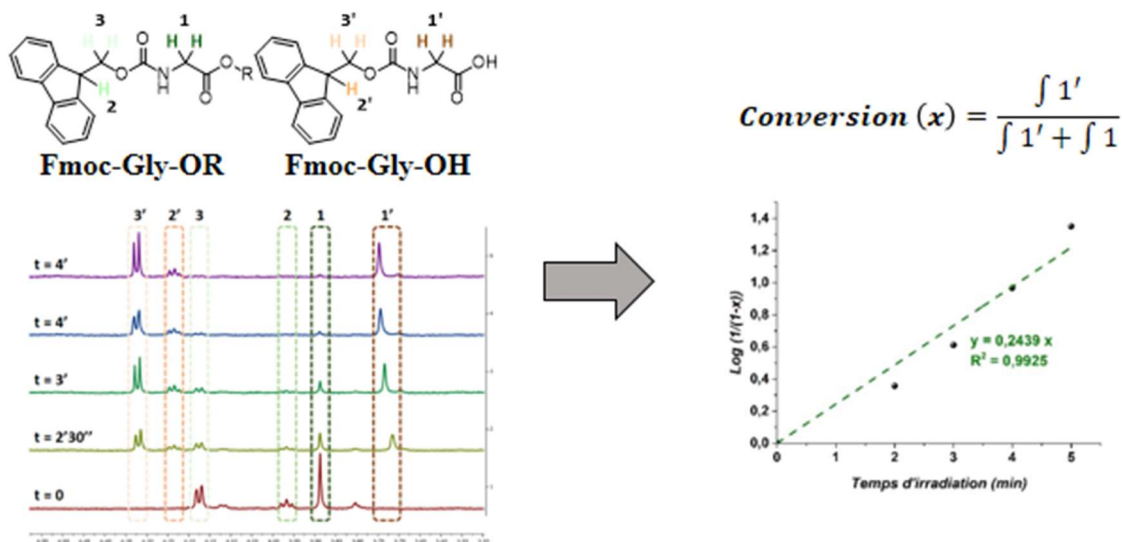 3 1
H H H H
O
N
H
O
O
R
O
H
2
3' 1'
H H H H
O
N
H
O
OH
O
H
2'
Fmoc-Gly-OR Fmoc-Gly-OH
3' 2' 3 2 1 1'
t = 4'
t = 4'
t = 3'
t = 2'30''
t = 0
Conversion (x) = ∫ 1' / (∫ 1' + ∫ 1)
Log (1/(1-x))
1,4
1,2
1,0
0,8
0,6
0,4
0,2
0,0
y = 0,2439 x
R² = 0,9925
0 2 3 4 5
Temps d'irradiation (min)